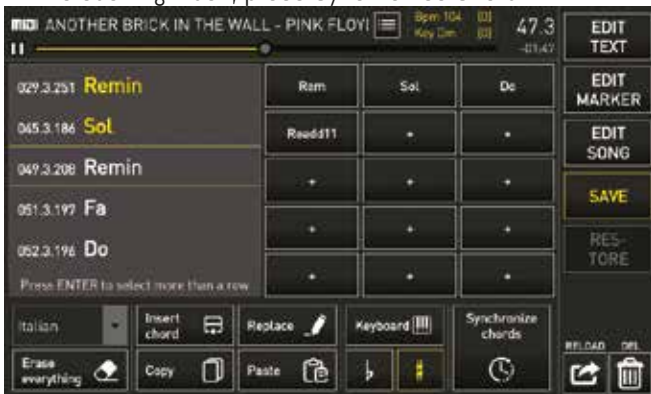 MIDI ANOTHER BRICK IN THE WALL - PINK FLOYI
Bpm 104 [0]
Key Dm [0]
47.3
-01:47
EDIT
TEXT
029.3.251 Remin
045.3.186 Sol
049.3.208 Remin
051.3.197 Fa
052.3.196 Do
Press ENTER to select more than a row
Rem Sol Do
Readd11 + +
+ + +
+ + +
+ + +
EDIT
MARKER
EDIT
SONG
SAVE
RES-
TORE
Italian
Insert
chord
Replace
Keyboard
Synchronize
chords
Erase
everything
Copy
Paste
♭ #
RELOAD DEL